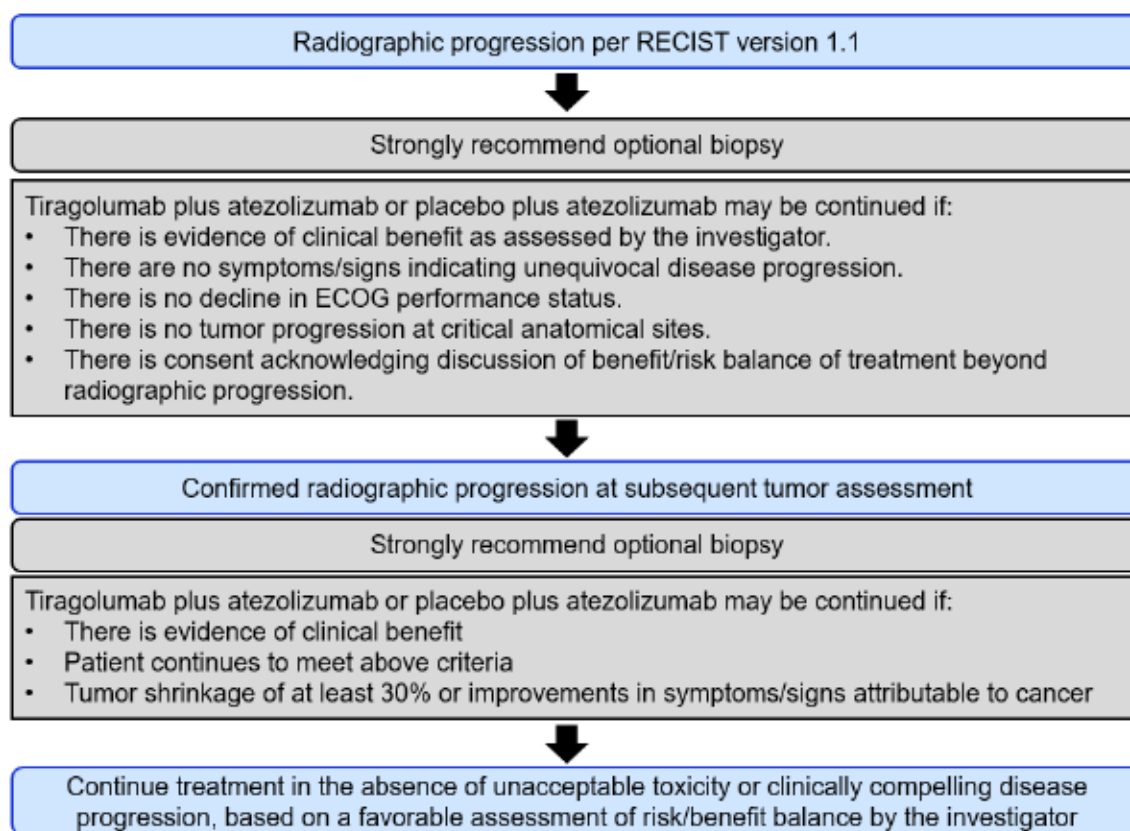 Radiographic progression per RECIST version 1.1
Strongly recommend optional biopsy
Tiragolumab plus atezolizumab or placebo plus atezolizumab may be continued if:
• There is evidence of clinical benefit as assessed by the investigator.
• There are no symptoms/signs indicating unequivocal disease progression.
• There is no decline in ECOG performance status.
• There is no tumor progression at critical anatomical sites.
• There is consent acknowledging discussion of benefit/risk balance of treatment beyond
radiographic progression.
Confirmed radiographic progression at subsequent tumor assessment
Strongly recommend optional biopsy
Tiragolumab plus atezolizumab or placebo plus atezolizumab may be continued if:
• There is evidence of clinical benefit
• Patient continues to meet above criteria
• Tumor shrinkage of at least 30% or improvements in symptoms/signs attributable to cancer
Continue treatment in the absence of unacceptable toxicity or clinically compelling disease
progression, based on a favorable assessment of risk/benefit balance by the investigator